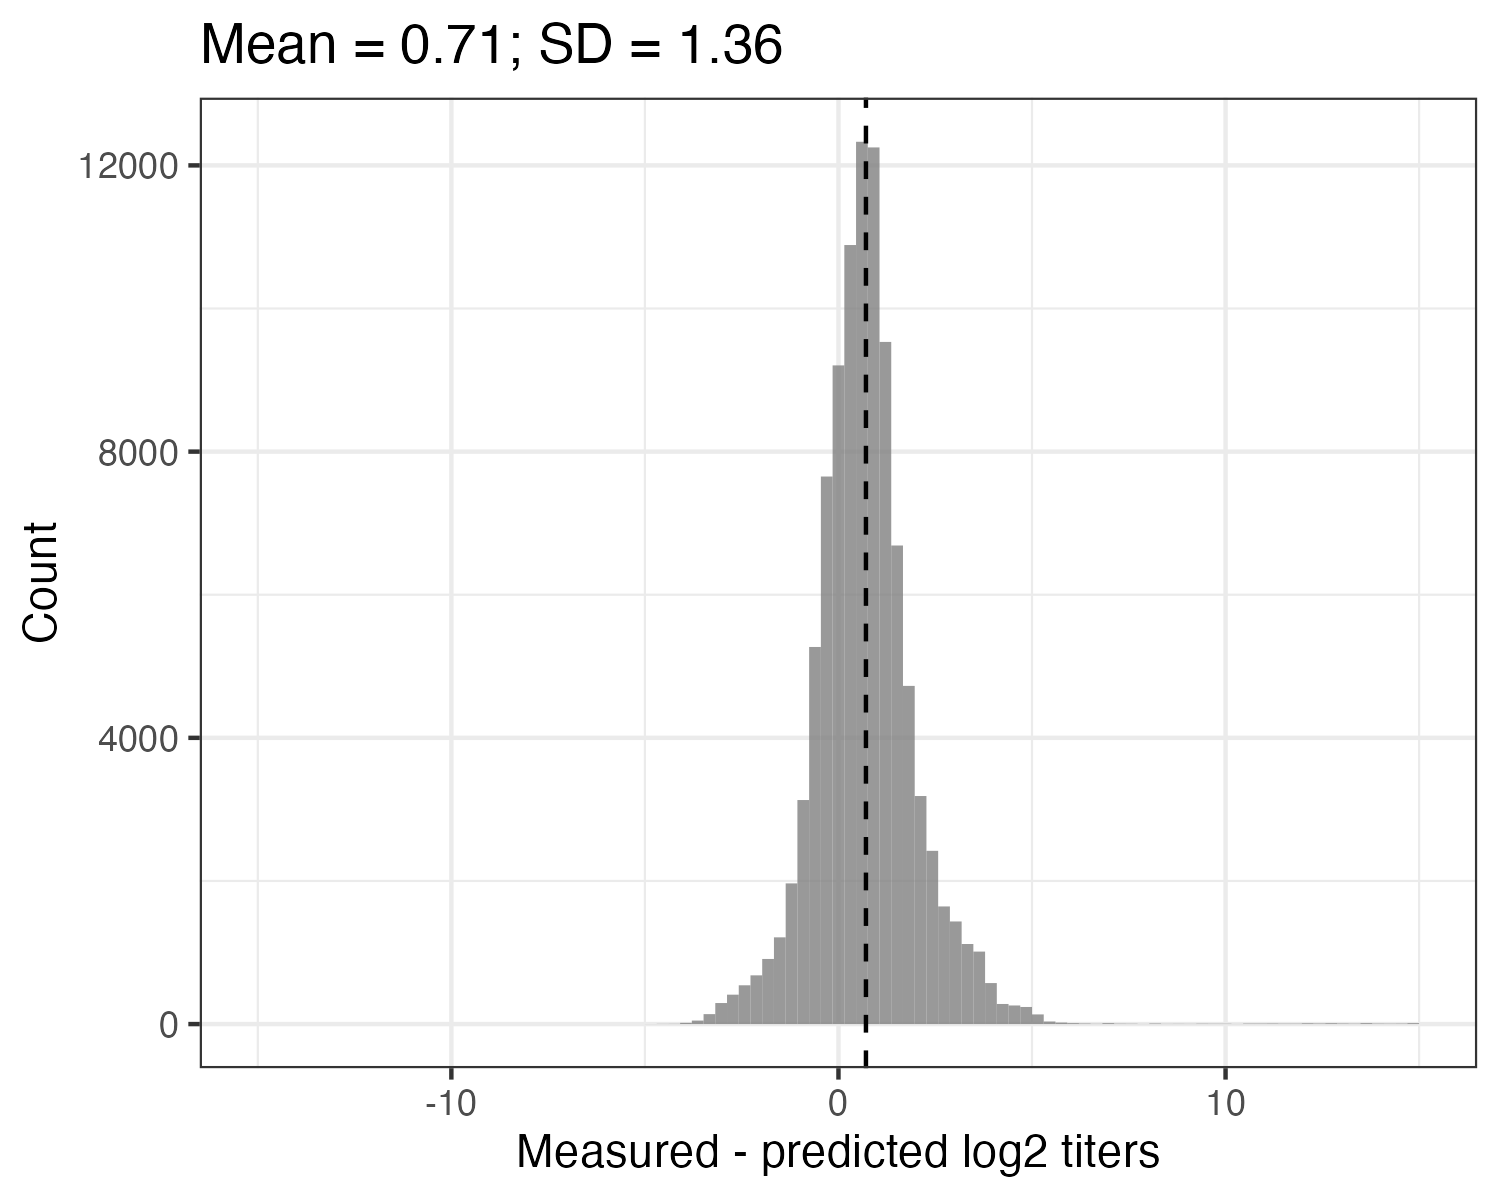 Mean = 0.71; SD = 1.36
12000
8000
4000
0
Count
-10
0
10
Measured - predicted log2 titers